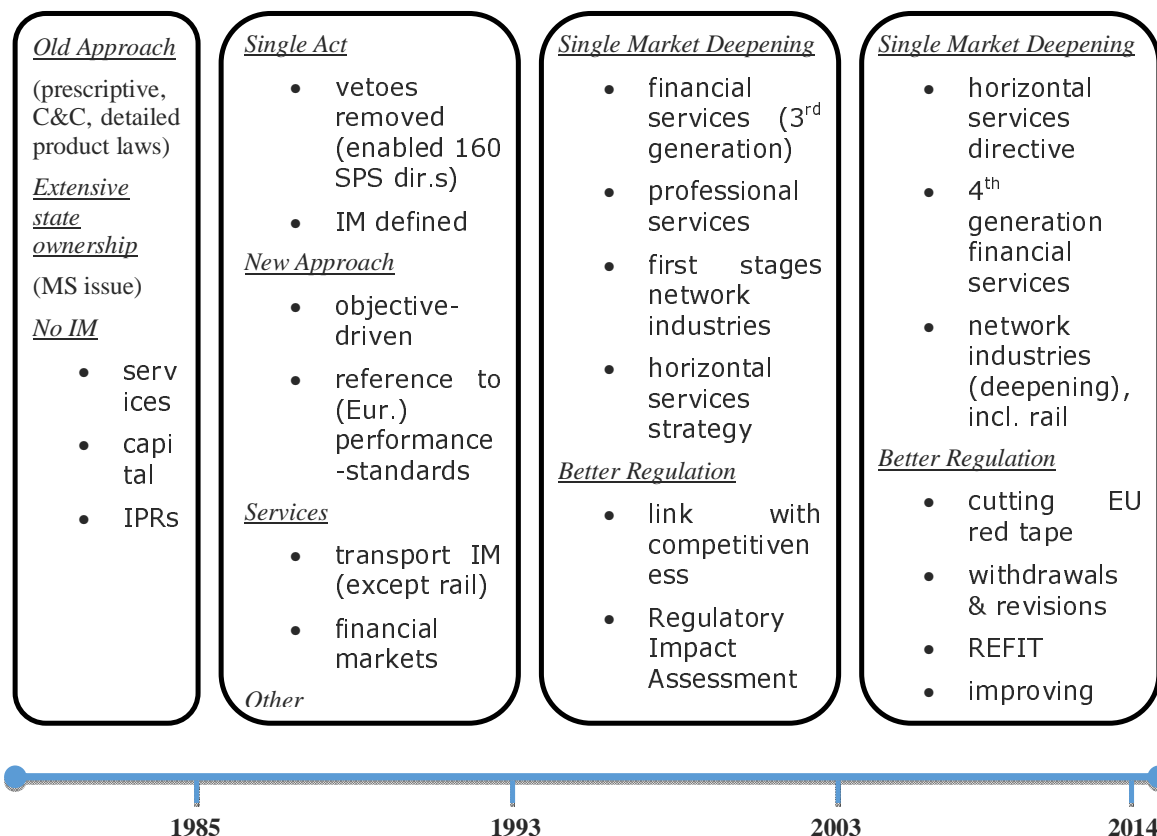 Old Approach
(prescriptive,
C&C, detailed
product laws)
Extensive
state
ownership
(MS issue)
No IM
• serv
ices
• capi
tal
• IPRs
Single Act
• vetoes
removed
(enabled 160
SPS dir.s)
• IM defined
New Approach
• objective-
driven
• reference to
(Eur.)
performance
-standards
Services
• transport IM
(except rail)
• financial
markets
Other
Single Market Deepening
• financial
services (3rd
generation)
• professional
services
• first stages
network
industries
• horizontal
services
strategy
Better Regulation
• link with
competitiven
ess
• Regulatory
Impact
Assessment
Single Market Deepening
• horizontal
services
directive
• 4th
generation
financial
services
• network
industries
(deepening),
incl. rail
Better Regulation
• cutting EU
red tape
• withdrawals
& revisions
• REFIT
• improving
1985 1993 2003 2014